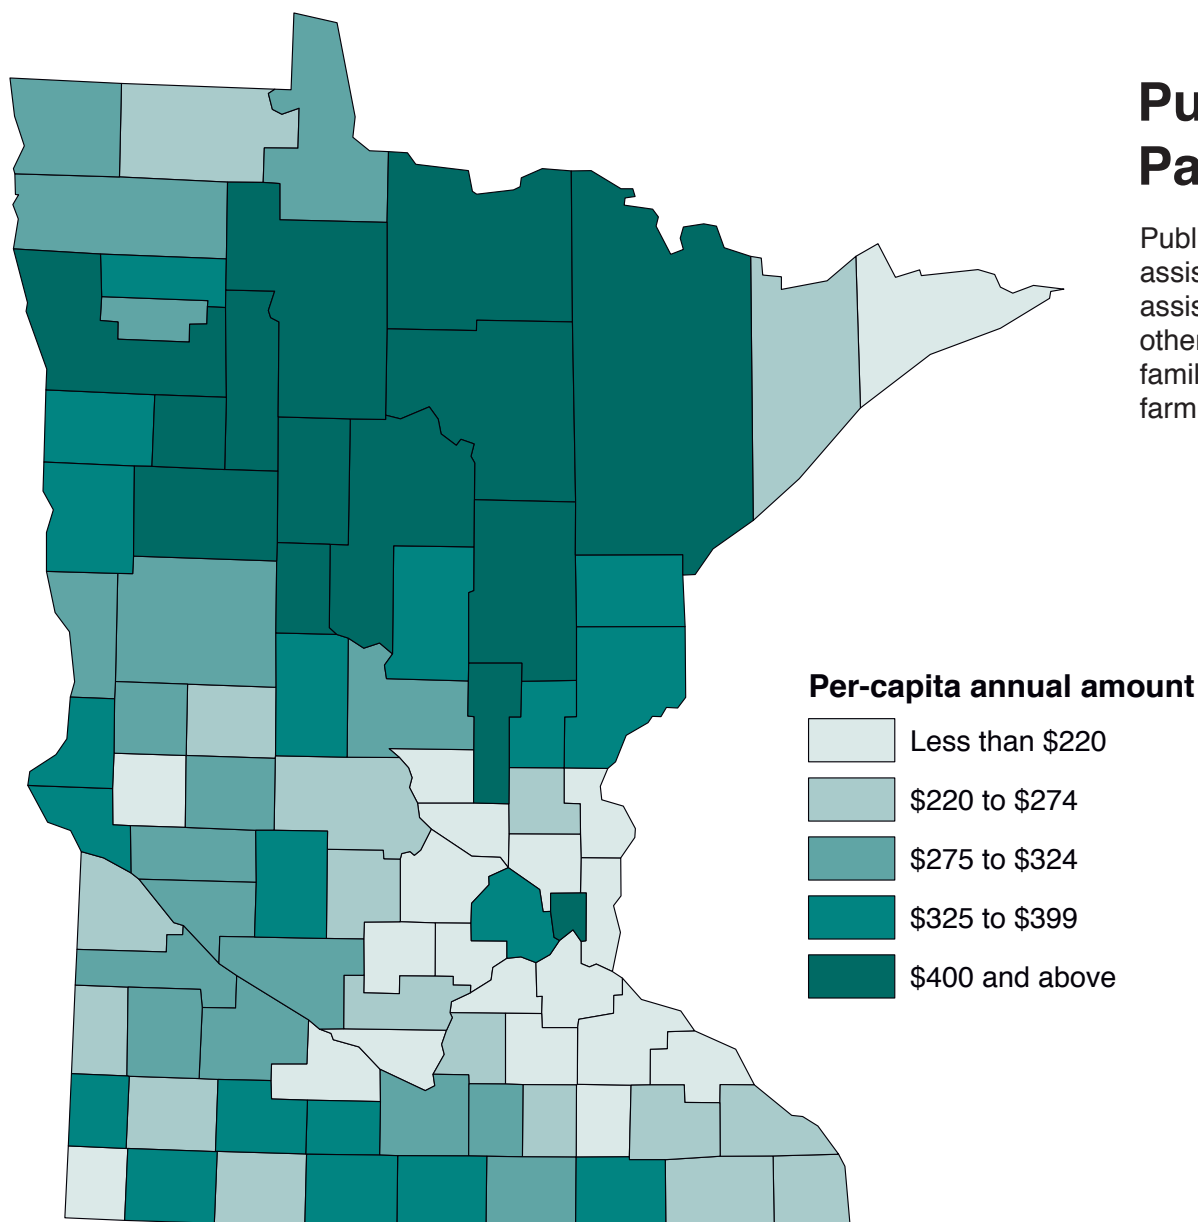 Pu
Pa
Publ
assis
assis
other
famil
farm
Per-capita annual amount
Less than $220
$220 to $274
$275 to $324
$325 to $399
$400 and above